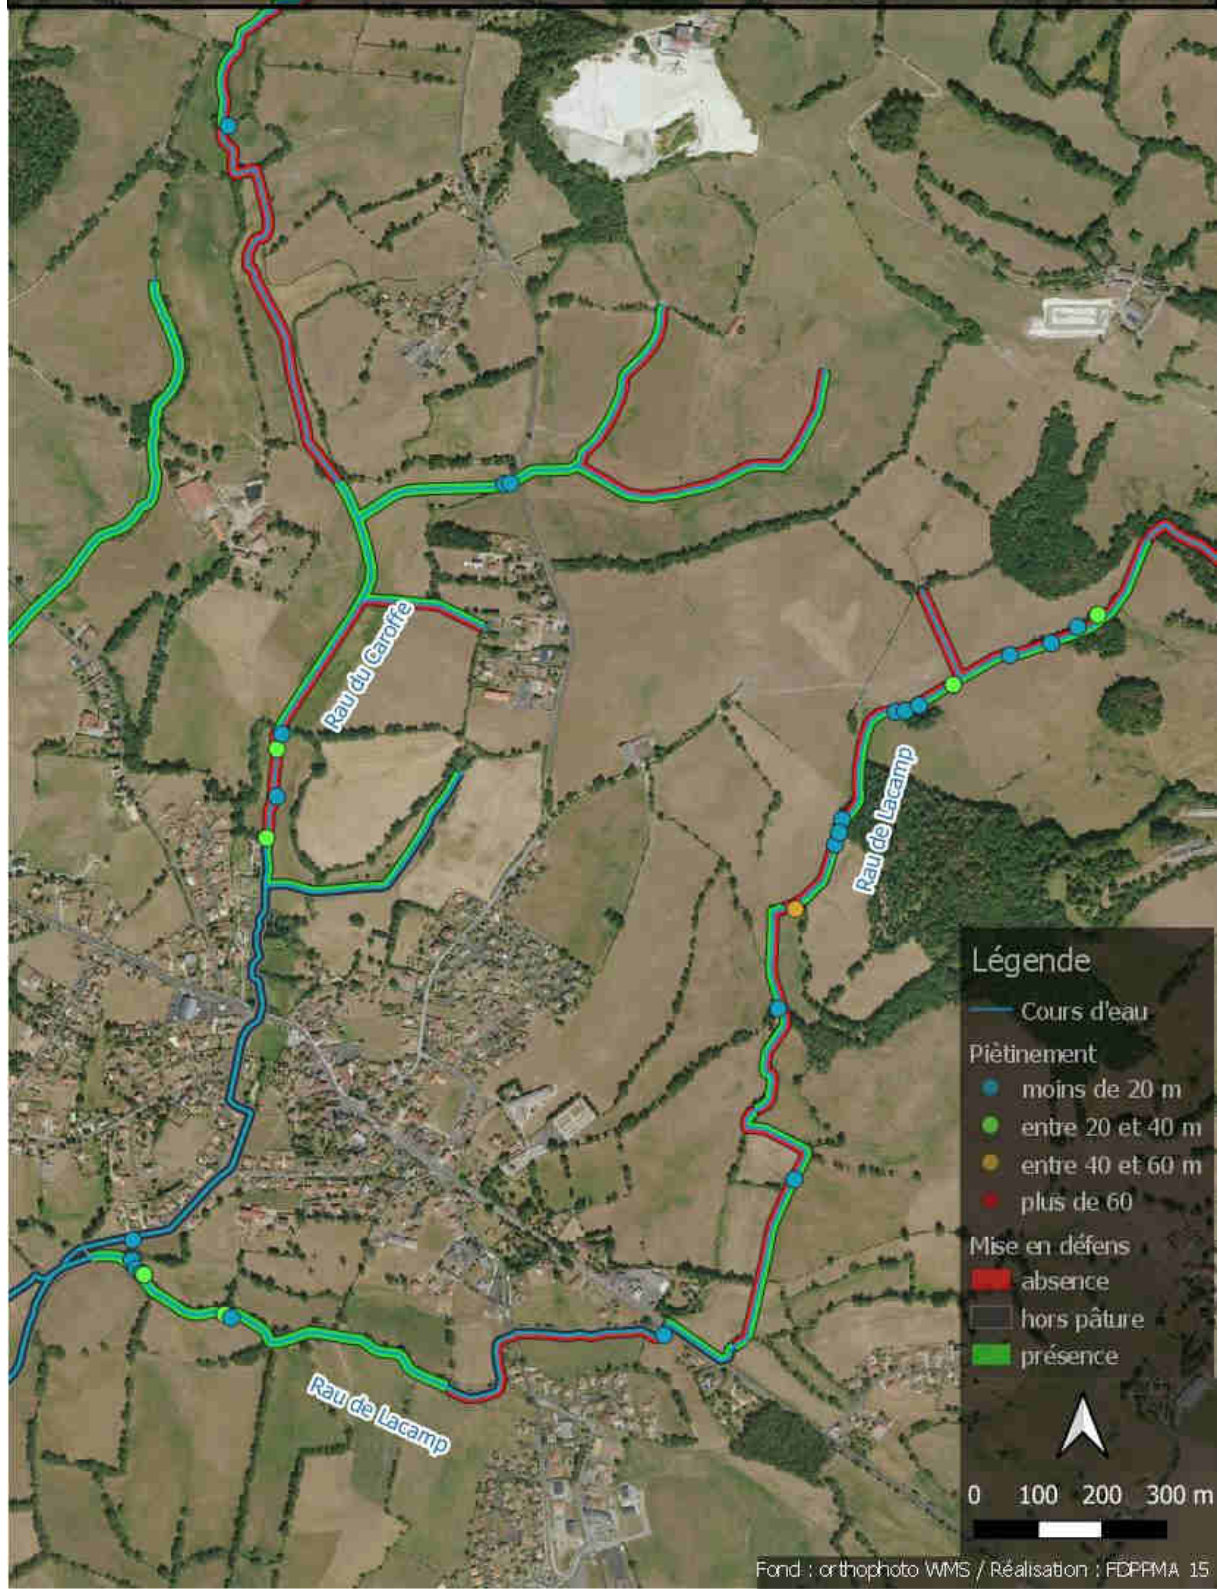 Rau du Caroffe
Rau de Lacamp
Rau de Lacamp
Légende
Cours d'eau
Piètinement
moins de 20 m
entre 20 et 40 m
entre 40 et 60 m
plus de 60
Mise en défens
absence
hors pâture
présence
0 100 200 300 m
Fond : orthophoto WMS / Réalisation : FDPPMA 15